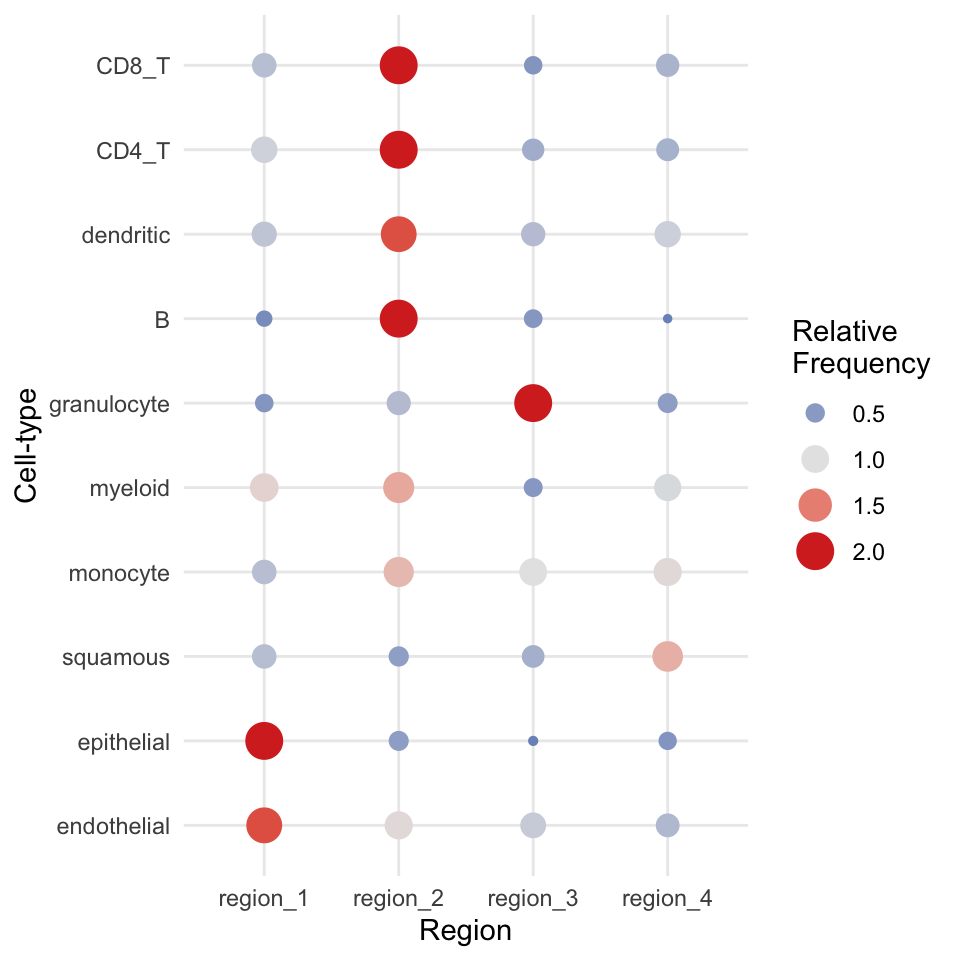 CD8_T
CD4_T
dendritic
B
granulocyte
myeloid
monocyte
squamous
epithelial
endothelial
Cell-type
region_1
region_2
region_3
region_4
Region
Relative
Frequency
0.5
1.0
1.5
2.0